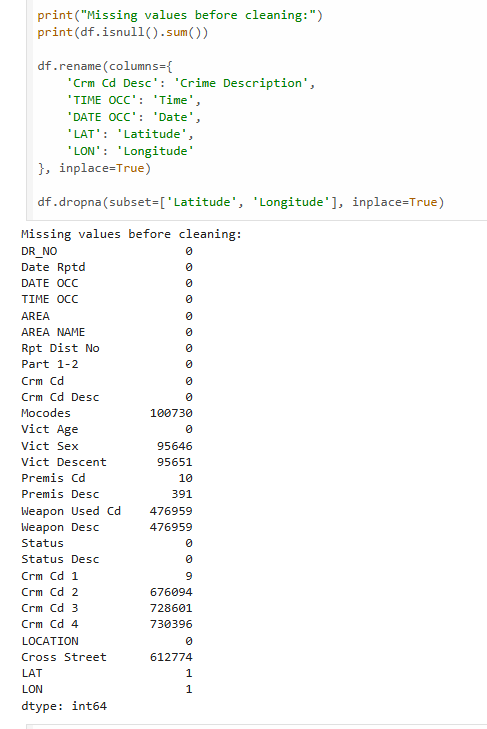 print("Missing values before cleaning:")
print(df.isnull().sum())
df.rename(columns={
    'Crm Cd Desc': 'Crime Description',
    'TIME OCC': 'Time',
    'DATE OCC': 'Date',
    'LAT': 'Latitude',
    'LON': 'Longitude'
}, inplace=True)
df.dropna(subset=['Latitude', 'Longitude'], inplace=True)
Missing values before cleaning:
DR_NO                  0
Date Rptd              0
DATE OCC               0
TIME OCC               0
AREA                   0
AREA NAME              0
Rpt Dist No            0
Part 1-2               0
Crm Cd                 0
Crm Cd Desc            0
Mocodes           100730
Vict Age               0
Vict Sex           95646
Vict Descent       95651
Premis Cd             10
Premis Desc          391
Weapon Used Cd    476959
Weapon Desc       476959
Status                 0
Status Desc            0
Crm Cd 1               9
Crm Cd 2          676094
Crm Cd 3          728601
Crm Cd 4          730396
LOCATION               0
Cross Street      612774
LAT                    1
LON                    1
dtype: int64